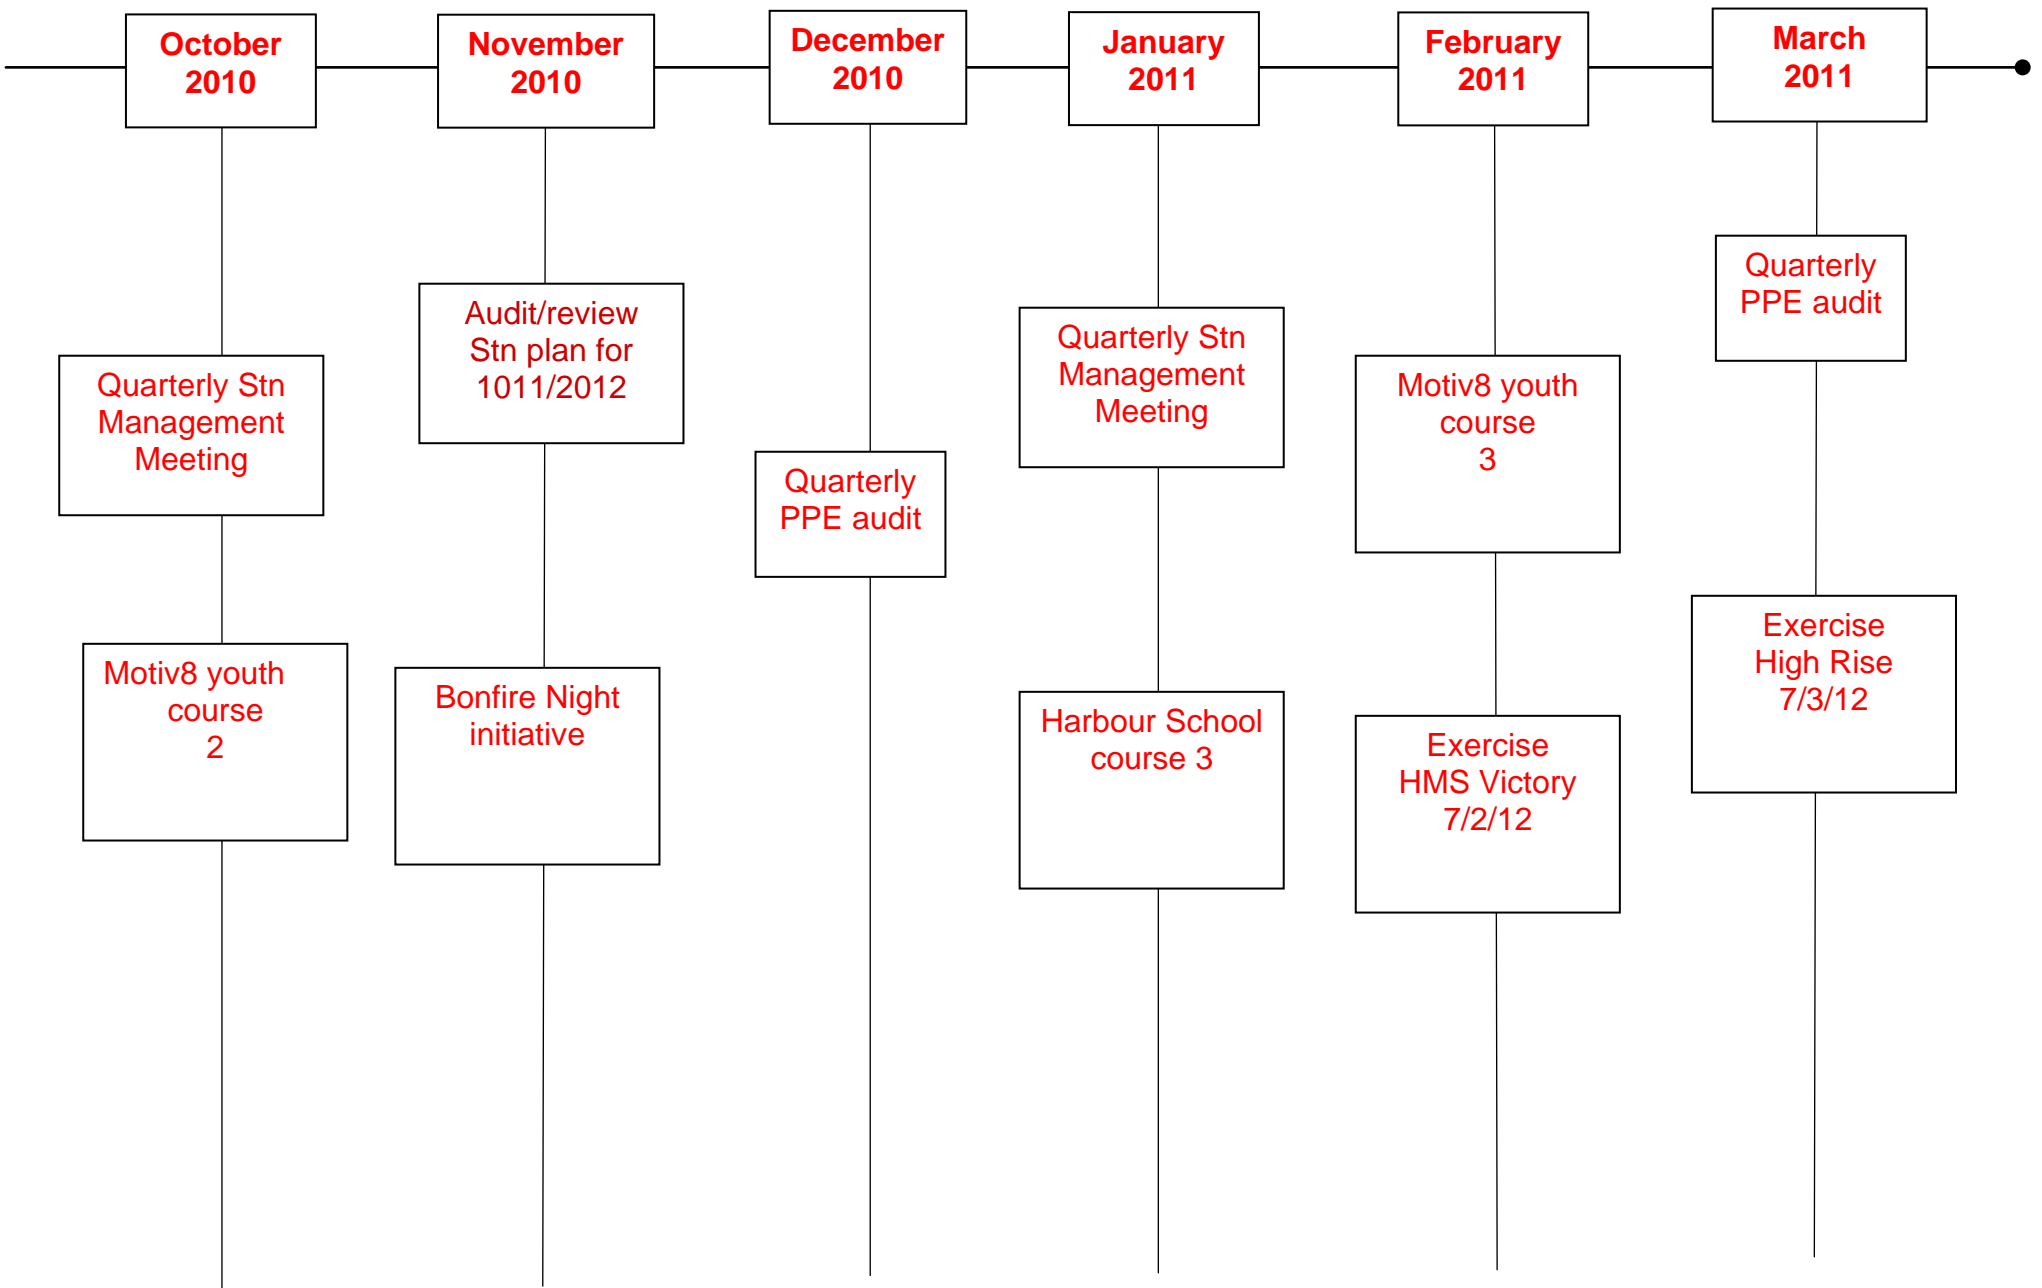 October
2010
November
2010
December
2010
January
2011
February
2011
March
2011
Quarterly Stn
Management
Meeting
Motiv8 youth
course
2
Audit/review
Stn plan for
1011/2012
Bonfire Night
initiative
Quarterly
PPE audit
Quarterly Stn
Management
Meeting
Harbour School
course 3
Motiv8 youth
course
3
Exercise
HMS Victory
7/2/12
Quarterly
PPE audit
Exercise
High Rise
7/3/12